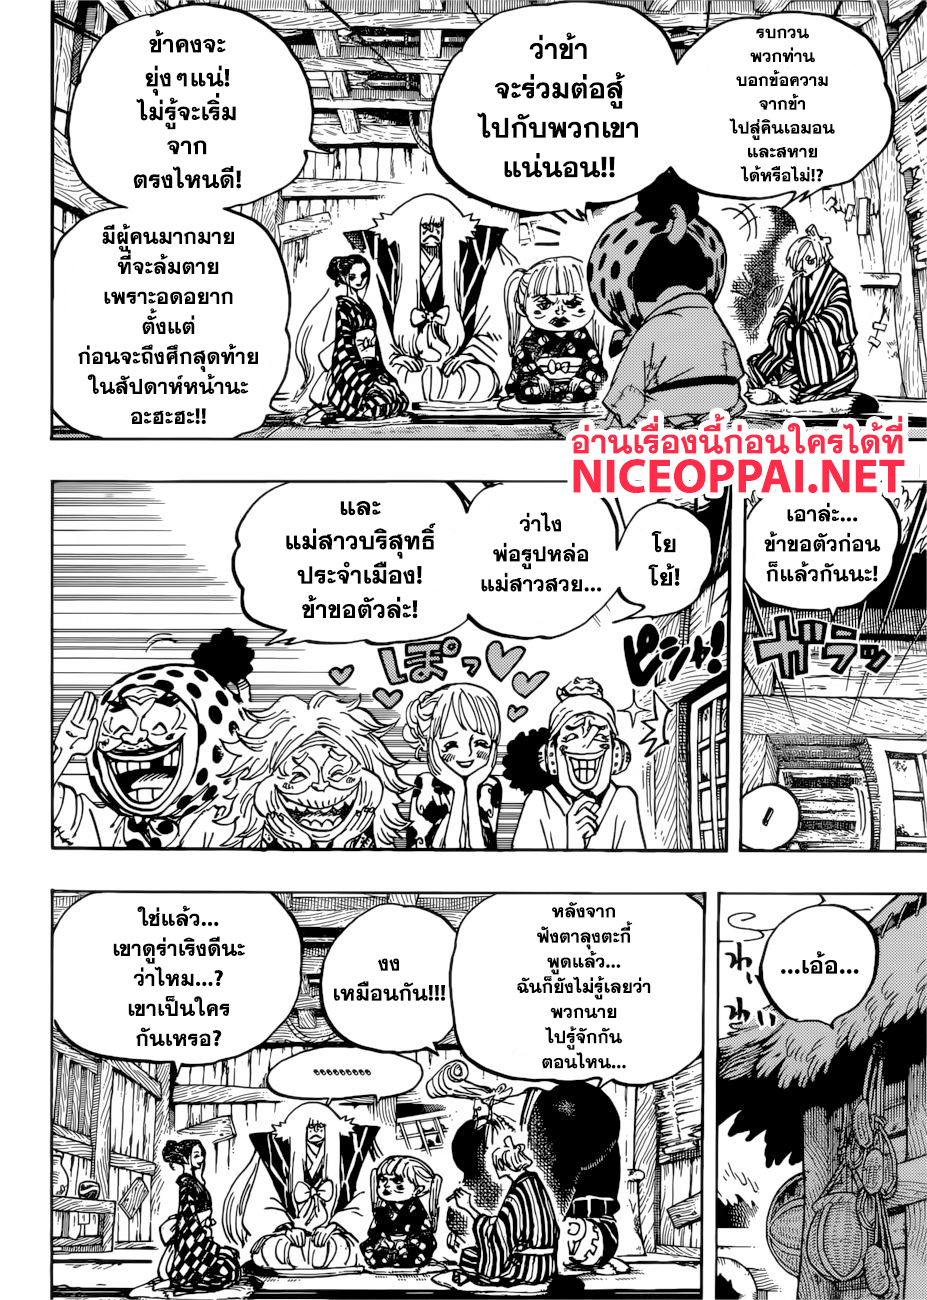 รบกวน
พวกท่าน
บอกข้อความ
จากข้า
ไปสู่คินเอมอน
และสหาย
ได้หรือไม่!?
ว่าข้า
จะร่วมต่อสู้
ไปกับพวกเขา
แน่นอน!!
ข้าคงจะ
ยุ่งๆแน่!
ไม่รู้จะเริ่ม
จาก
ตรงไหนดี!
มีผู้คนมากมาย
ที่จะล้มตาย
เพราะอดอยาก
ตั้งแต่
ก่อนจะถึงศึกสุดท้าย
ในสัปดาห์หน้านะ
อะฮะฮะ!!
อ่านเรื่องนี้ก่อนใครได้ที่
NICEOPPAI.NET
เอาล่ะ...
ข้าขอตัวก่อน
ก็แล้วกันนะ!
ガラッ
โย
โย้!
ว่าไง
พ่อรูปหล่อ
แม่สาวสวย...
และ
แม่สาวบริสุทธิ์
ประจำเมือง!
ข้าขอตัวล่ะ!
ピシャ!
ぽっ
...เอ้อ...
わい
わい
หลังจาก
ฟังตาลุงตะกี้
พูดแล้ว...
ฉันก็ยังไม่รู้เลยว่า
พวกนาย
ไปรู้จักกัน
ตอนไหน...
งง
เหมือนกัน!!!
ใช่แล้ว...
เขาดูร่าเริงดีนะ
ว่าไหม...?
เขาเป็นใคร
กันเหรอ?